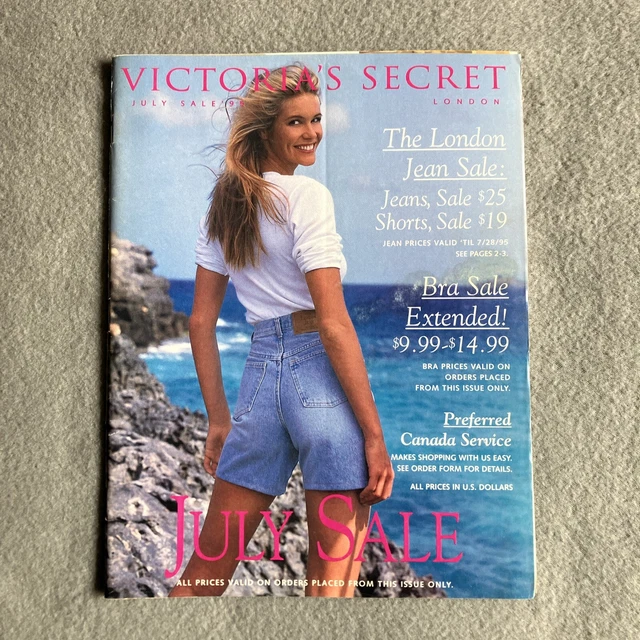 VICTORIA'S SECRET
JULY SALE '95
LONDON
The London
Jean Sale:
Jeans, Sale $25
Shorts, Sale $19
JEAN PRICES VALID 'TIL 7/28/95
SEE PAGES 2-3.
Bra Sale
Extended!
$9.99-$14.99
BRA PRICES VALID ON
ORDERS PLACED
FROM THIS ISSUE ONLY.
Preferred
Canada Service
MAKES SHOPPING WITH US EASY.
SEE ORDER FORM FOR DETAILS.
ALL PRICES IN U.S. DOLLARS
JULY SALE
ALL PRICES VALID ON ORDERS PLACED FROM THIS ISSUE ONLY.